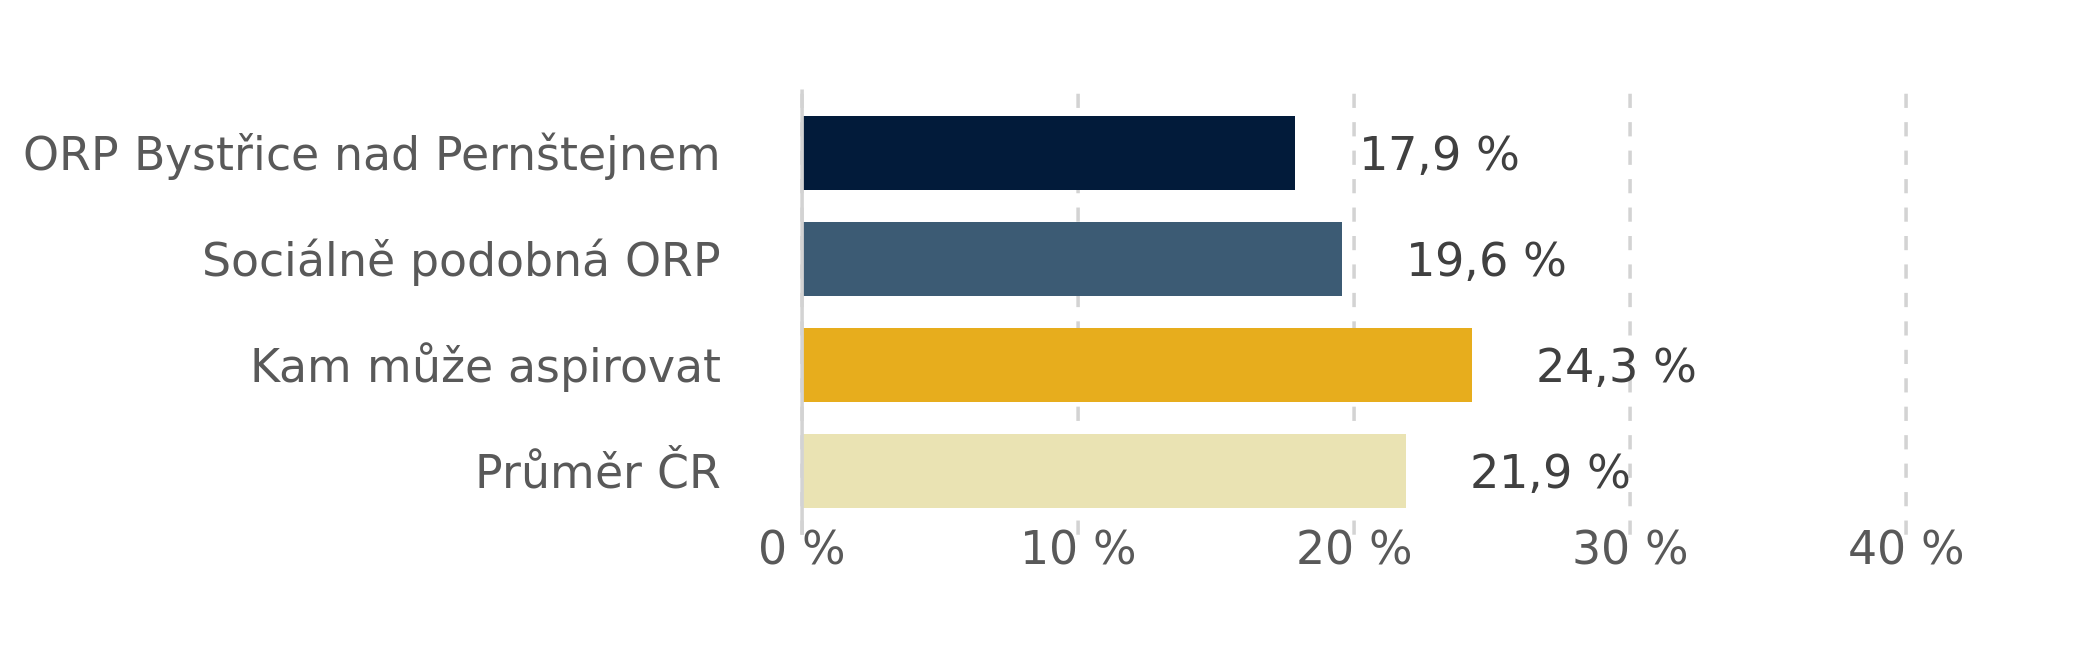 ORP Bystřice nad Pernštejnem 17,9 %
Sociálně podobná ORP 19,6 %
Kam může aspirovat 24,3 %
Průměr ČR 21,9 %
0 % 10 % 20 % 30 % 40 %